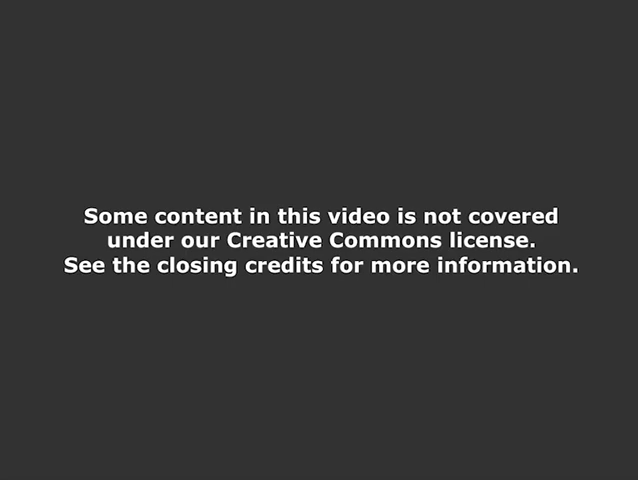 Some content in this video is not covered
under our Creative Commons license.
See the closing credits for more information.